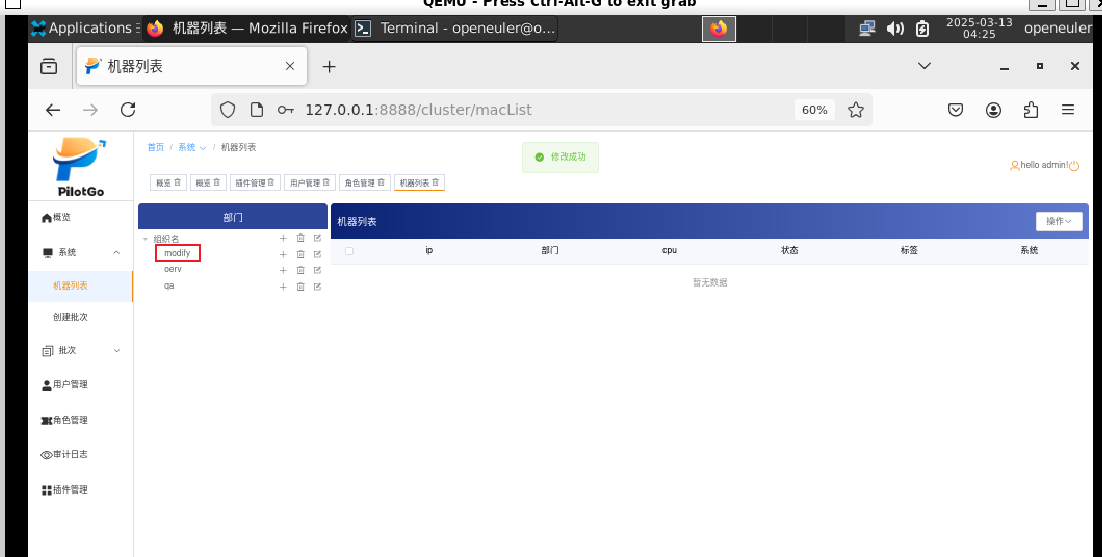 QEMU - Press Ctrl-Alt-G to exit grab
Applications
机器列表 — Mozilla Firefox
Terminal - openeuler@o...
2025-03-13
04:25
openeuler
机器列表
127.0.0.1:8888/cluster/macList
60%
PilotGo
首页 / 系统 / 机器列表
修改成功
hello admin!
概览 概览 插件管理 用户管理 角色管理 机器列表
概览
系统
机器列表
创建批次
批次
用户管理
角色管理
审计日志
插件管理
部门
组织名
modify
oerv
qa
机器列表
操作
ip 部门 cpu 状态 标签 系统
暂无数据